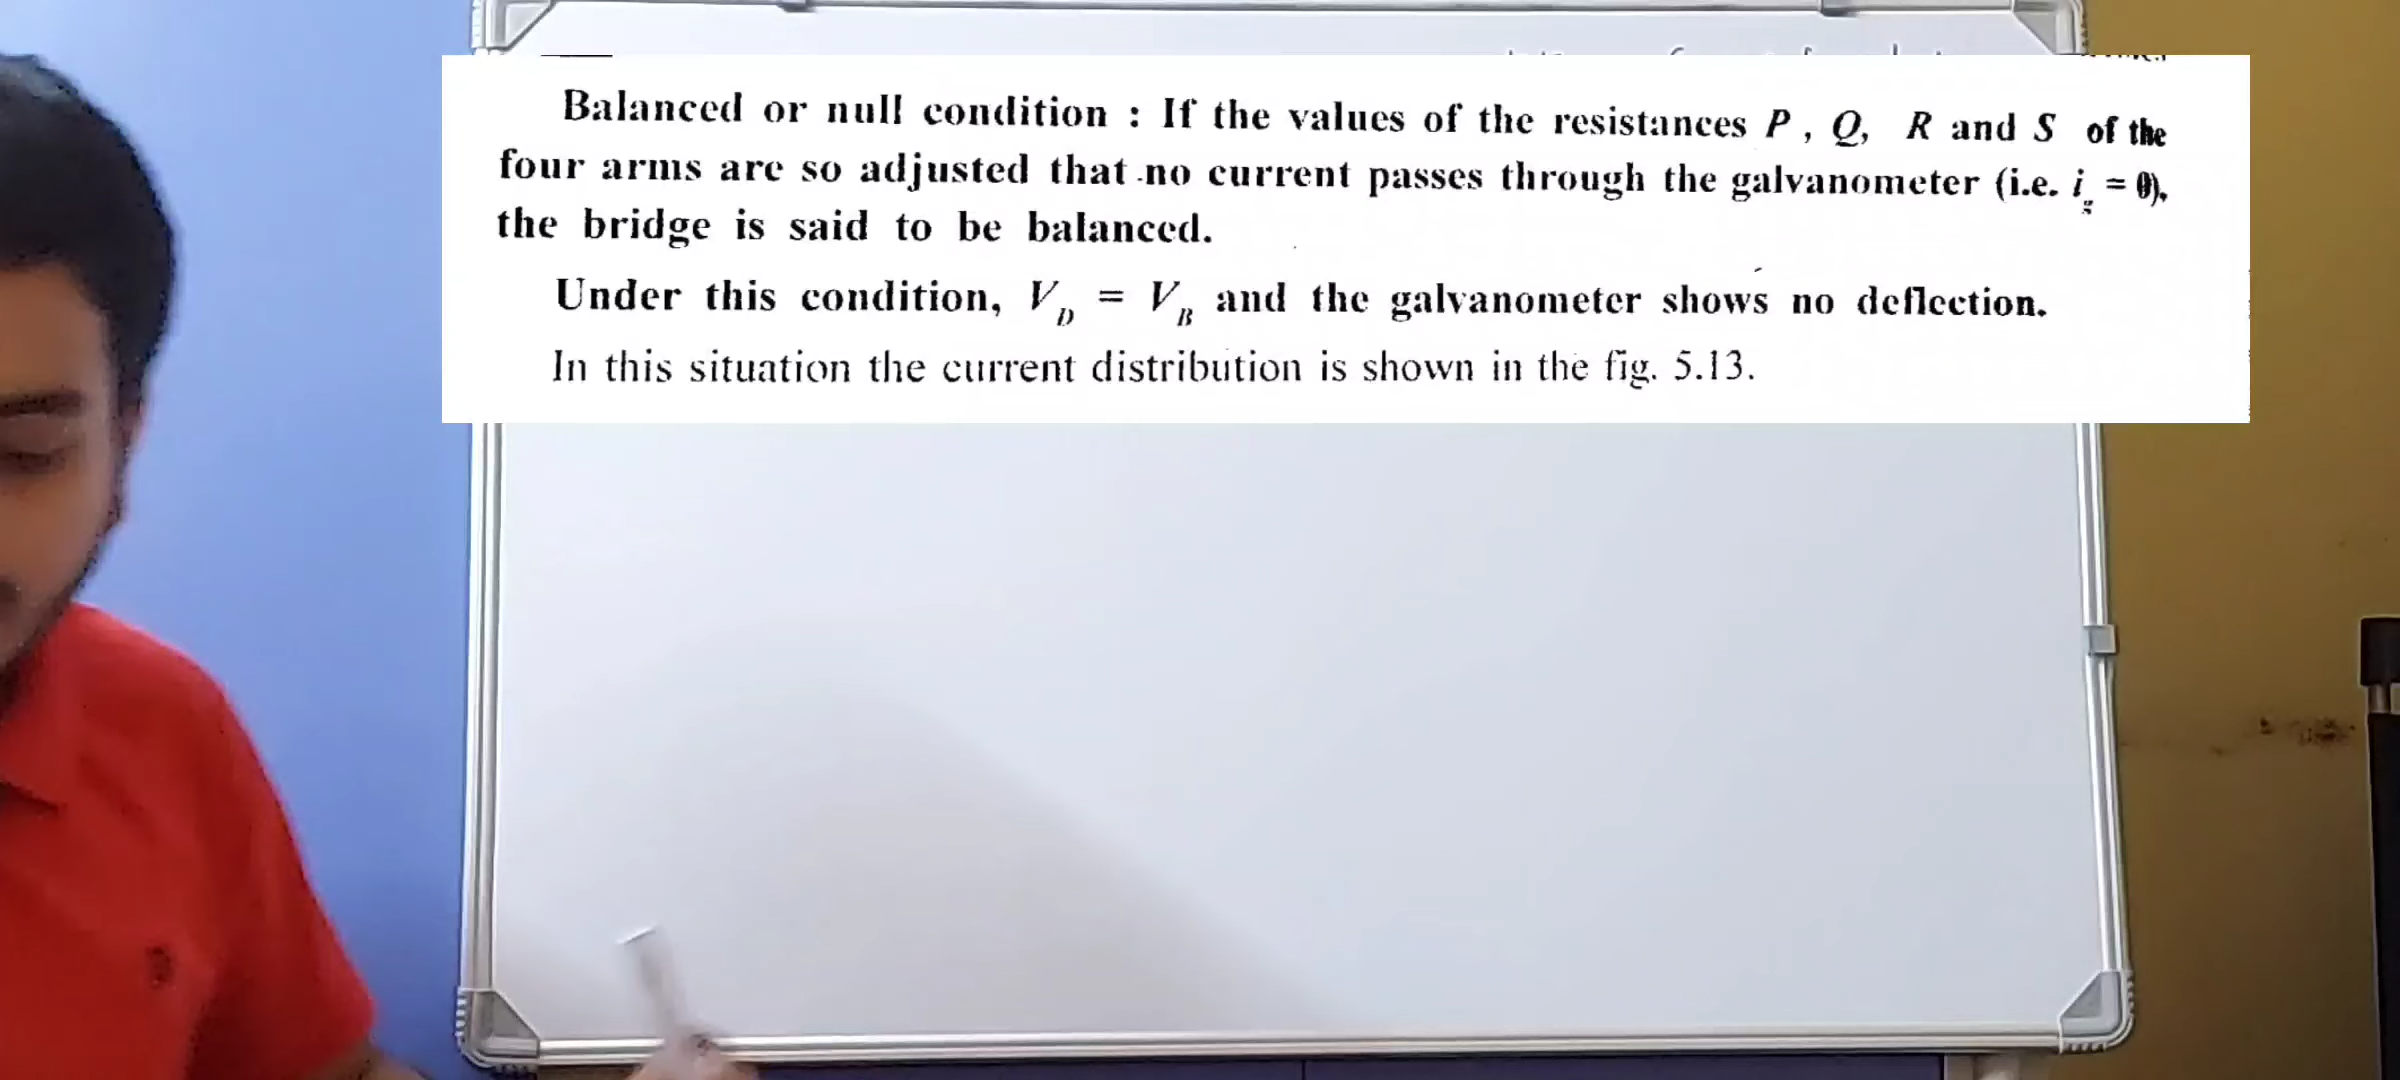 Balanced or null condition : If the values of the resistances P , Q, R and S of the
four arms are so adjusted that no current passes through the galvanometer (i.e. i_g = 0),
the bridge is said to be balanced.
Under this condition, V_D = V_B and the galvanometer shows no deflection.
In this situation the current distribution is shown in the fig. 5.13.